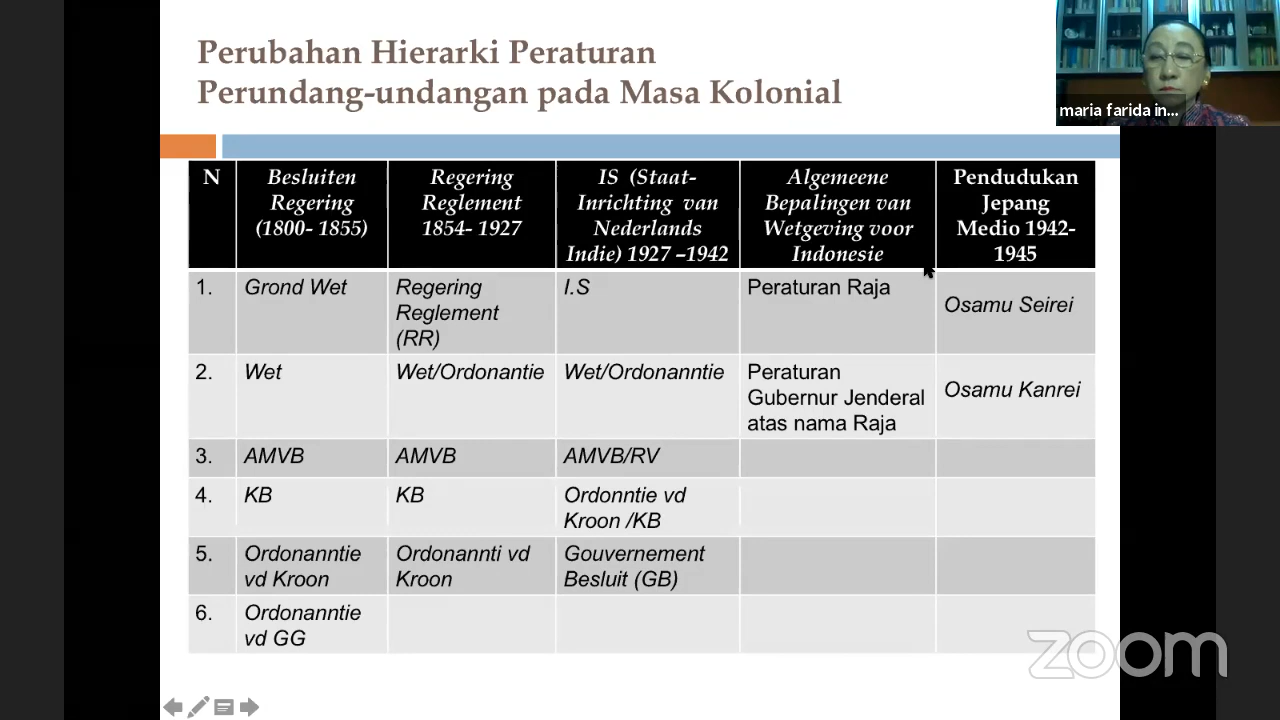 Perubahan Hierarki Peraturan
Perundang-undangan pada Masa Kolonial
maria farida in...
N
Besluiten
Regering
(1800- 1855)
Regering
Reglement
1854- 1927
IS (Staat-
Inrichting van
Nederlands
Indie) 1927 –1942
Algemeene
Bepalingen van
Wetgeving voor
Indonesie
Pendudukan
Jepang
Medio 1942-
1945
1.
Grond Wet
Regering
Reglement
(RR)
I.S
Peraturan Raja
Osamu Seirei
2.
Wet
Wet/Ordonantie
Wet/Ordonanntie
Peraturan
Gubernur Jenderal
atas nama Raja
Osamu Kanrei
3.
AMVB
AMVB
AMVB/RV
4.
KB
KB
Ordonntie vd
Kroon /KB
5.
Ordonanntie
vd Kroon
Ordonannti vd
Kroon
Gouvernement
Besluit (GB)
6.
Ordonanntie
vd GG
zoom